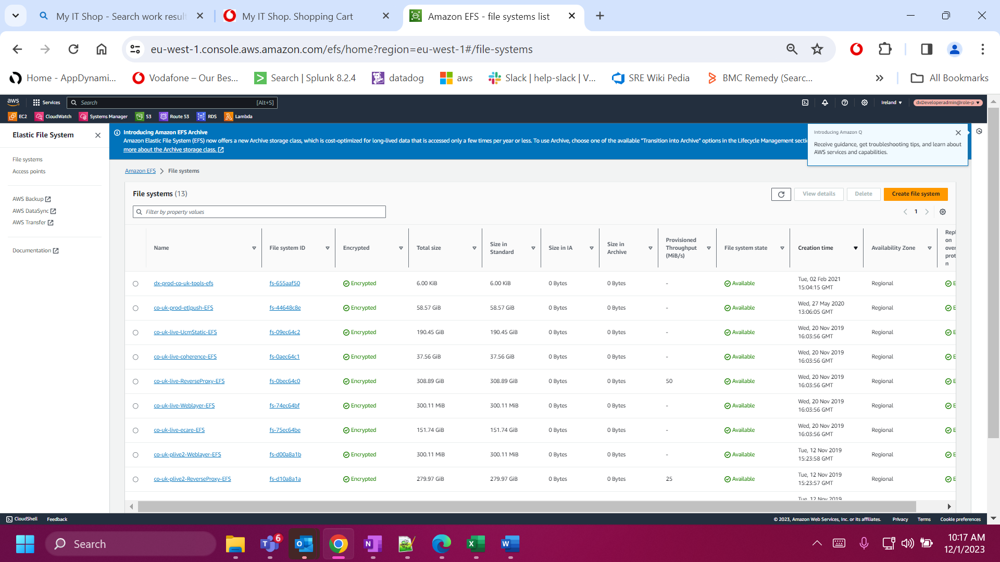 My IT Shop - Search work result
My IT Shop. Shopping Cart
Amazon EFS - file systems list
eu-west-1.console.aws.amazon.com/efs/home?region=eu-west-1#/file-systems
Home - AppDynami...
Vodafone – Our Bes...
Search | Splunk 8.2.4
datadog
aws
Slack | help-slack | V...
SRE Wiki Pedia
BMC Remedy (Searc...
All Bookmarks
aws
Services
Search
[Alt+S]
Ireland
dxDeveloperadmin@role-p
EC2
CloudWatch
Systems Manager
S3
Route 53
RDS
Lambda
Elastic File System
File systems
Access points
AWS Backup
AWS DataSync
AWS Transfer
Documentation
Introducing Amazon EFS Archive
Amazon Elastic File System (EFS) now offers a new Archive storage class, which is cost-optimized for long-lived data that is accessed only a few times per year or less. To use Archive, choose one of the available "Transition into Archive" options in the Lifecycle Management secti
more about the Archive storage class.
Introducing Amazon Q
Receive guidance, get troubleshooting tips, and learn about
AWS services and capabilities.
Amazon EFS > File systems
File systems (13)
View details
Delete
Create file system
Filter by property values
1
Name
File system ID
Encrypted
Total size
Size in Standard
Size in IA
Size in Archive
Provisioned Throughput (MiB/s)
File system state
Creation time
Availability Zone
Repl
on
over
prot
n
dx-prod-co-uk-tools-efs fs-655aaf50 Encrypted 6.00 KiB 6.00 KiB 0 Bytes 0 Bytes - Available Tue, 02 Feb 2021 15:04:15 GMT Regional E
co-uk-prod-etlpush-EFS fs-44648c8e Encrypted 58.57 GiB 58.57 GiB 0 Bytes 0 Bytes - Available Wed, 27 May 2020 13:06:05 GMT Regional E
co-uk-live-UcmStatic-EFS fs-09ec64c2 Encrypted 190.45 GiB 190.45 GiB 0 Bytes 0 Bytes - Available Wed, 20 Nov 2019 16:03:56 GMT Regional E
co-uk-live-coherence-EFS fs-0aec64c1 Encrypted 37.56 GiB 37.56 GiB 0 Bytes 0 Bytes - Available Wed, 20 Nov 2019 16:03:56 GMT Regional E
co-uk-live-ReverseProxy-EFS fs-0bec64c0 Encrypted 308.89 GiB 308.89 GiB 0 Bytes 0 Bytes 50 Available Wed, 20 Nov 2019 16:03:56 GMT Regional E
co-uk-live-Weblayer-EFS fs-74ec64bf Encrypted 300.11 MiB 300.11 MiB 0 Bytes 0 Bytes - Available Wed, 20 Nov 2019 16:03:56 GMT Regional E
co-uk-live-ecare-EFS fs-75ec64be Encrypted 151.74 GiB 151.74 GiB 0 Bytes 0 Bytes - Available Wed, 20 Nov 2019 16:03:56 GMT Regional E
co-uk-plive2-Weblayer-EFS fs-d00a8a1b Encrypted 300.11 MiB 300.11 MiB 0 Bytes 0 Bytes - Available Tue, 12 Nov 2019 15:23:58 GMT Regional E
co-uk-plive2-ReverseProxy-EFS fs-d10a8a1a Encrypted 279.97 GiB 279.97 GiB 0 Bytes 0 Bytes 25 Available Tue, 12 Nov 2019 15:23:57 GMT Regional E
Tue, 12 Nov 2019
CloudShell
Feedback
© 2023, Amazon Web Services, Inc. or its affiliates.
Privacy
Terms
Cookie preferences
Search
6
10:17 AM
12/1/2023